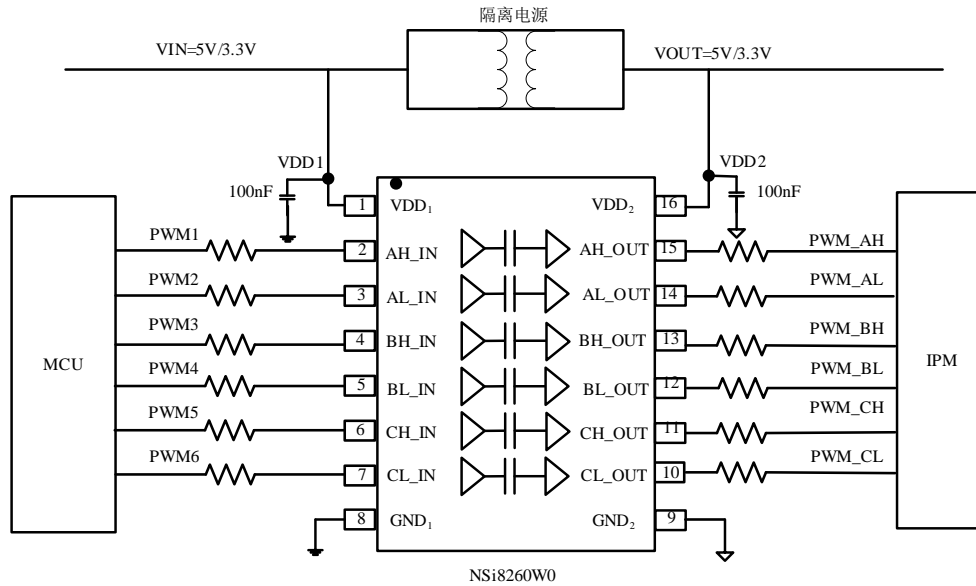 隔离电源
VIN=5V/3.3V
VOUT=5V/3.3V
VDD1
VDD2
100nF
100nF
1
VDD₁
VDD₂
16
PWM1
2
AH_IN
AH_OUT
15
PWM_AH
PWM2
3
AL_IN
AL_OUT
14
PWM_AL
PWM3
4
BH_IN
BH_OUT
13
PWM_BH
MCU
IPM
PWM4
5
BL_IN
BL_OUT
12
PWM_BL
PWM5
6
CH_IN
CH_OUT
11
PWM_CH
PWM6
7
CL_IN
CL_OUT
10
PWM_CL
8
GND₁
GND₂
9
NSi8260W0